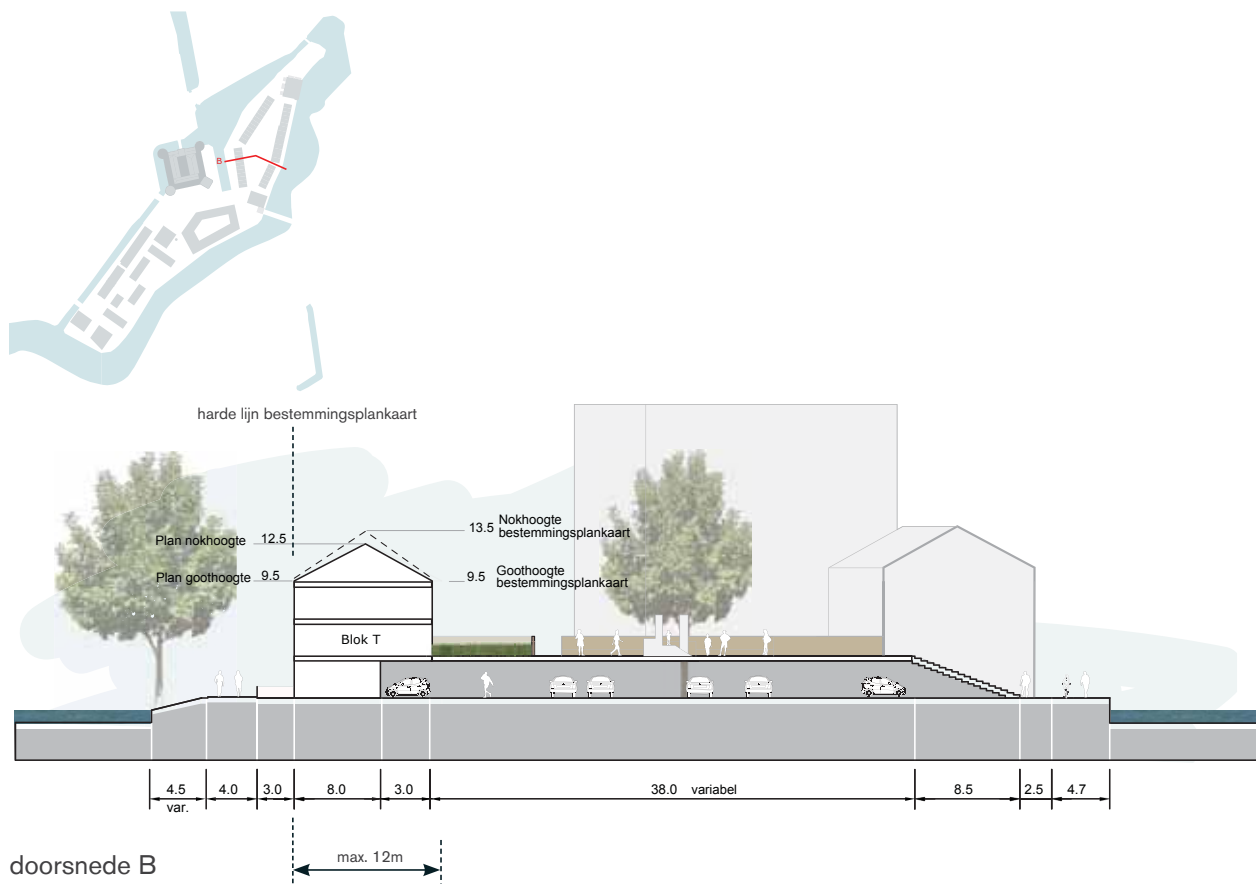 B
harde lijn bestemmingsplankaart
Plan nokhoogte 12.5
13.5 Nokhoogte
bestemmingsplankaart
Plan goothoogte 9.5
9.5 Goothoogte
bestemmingsplankaart
Blok T
4.5 4.0 3.0 8.0 3.0 38.0 variabel 8.5 2.5 4.7
var.
max. 12m
doorsnede B